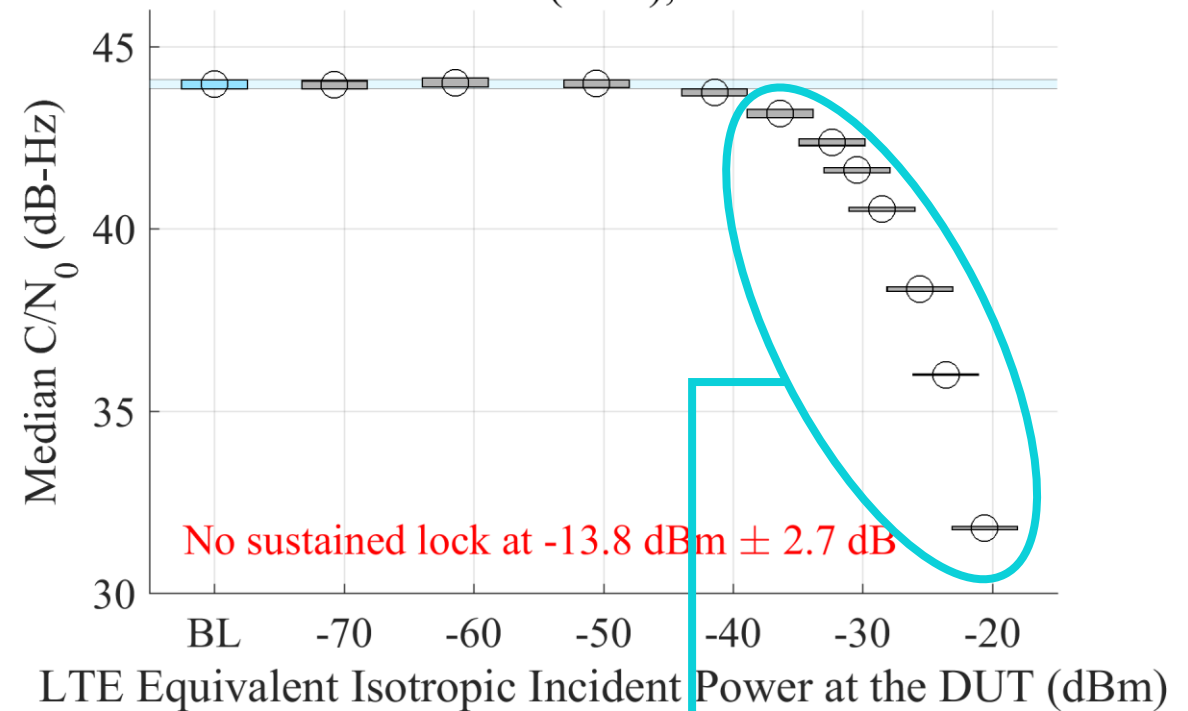 45
40
35
30
Median C/N0 (dB-Hz)
No sustained lock at -13.8 dBm ± 2.7 dB
BL -70 -60 -50 -40 -30 -20
LTE Equivalent Isotropic Incident Power at the DUT (dBm)